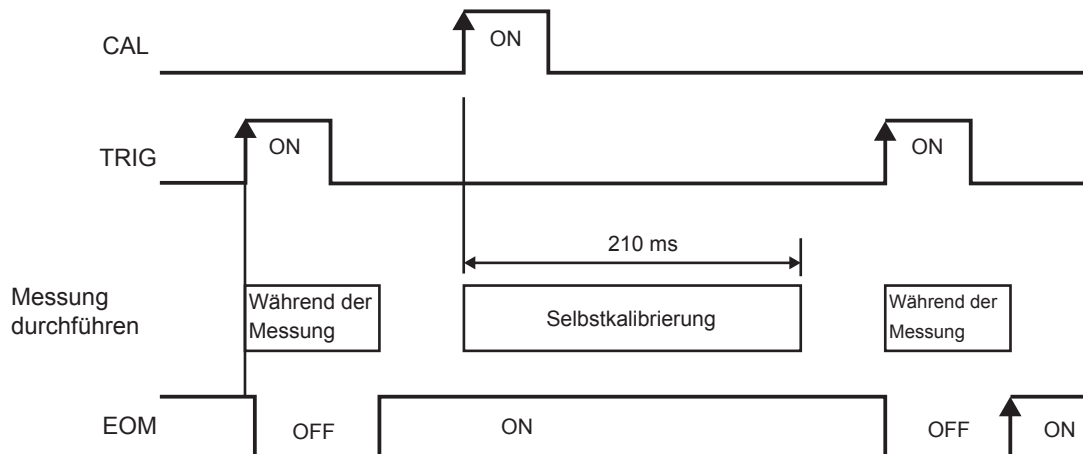 CAL
ON
TRIG
ON
ON
210 ms
Messung
durchführen
Während der
Messung
Selbstkalibrierung
Während der
Messung
EOM
OFF
ON
OFF
ON